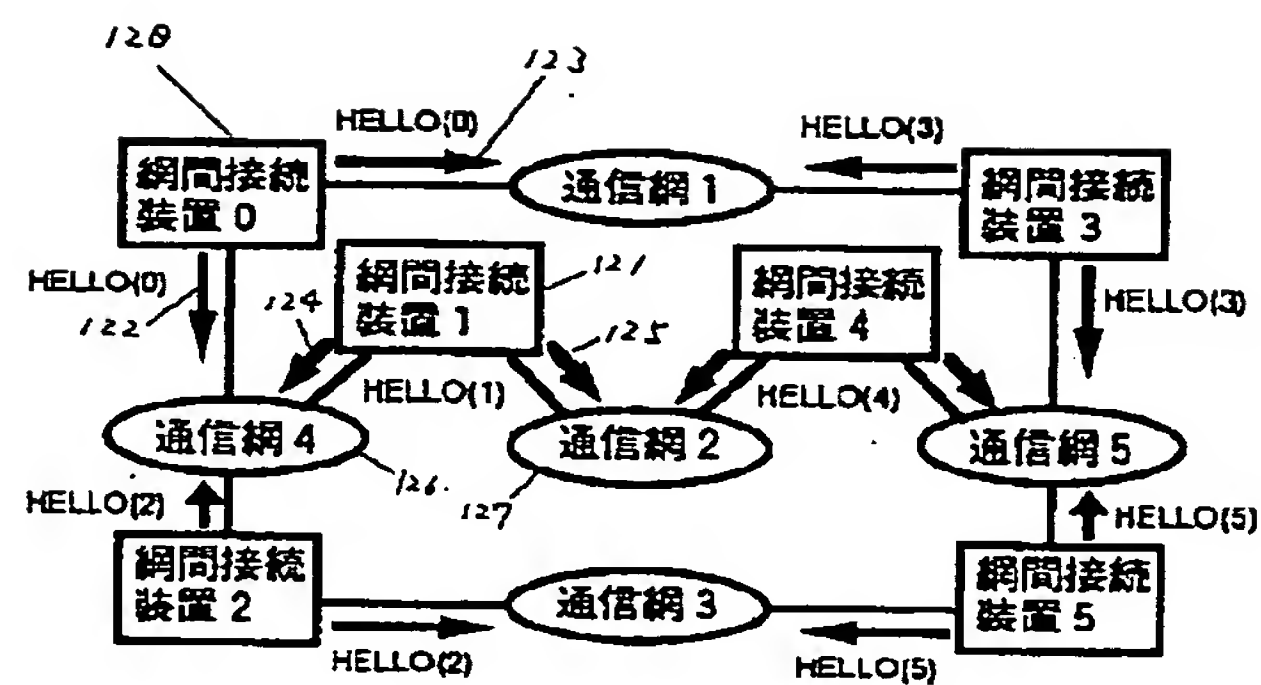 120
123
HELLO(0)
HELLO(3)
網間接続
装置0
通信網1
網間接続
装置3
HELLO(0)
122
124
網間接続
装置1
121
125
網間接続
装置4
HELLO(3)
HELLO(1)
HELLO(4)
通信網4
通信網2
通信網5
126.
127
HELLO(2)
HELLO(5)
網間接続
装置2
通信網3
網間接続
装置5
HELLO(2)
HELLO(5)